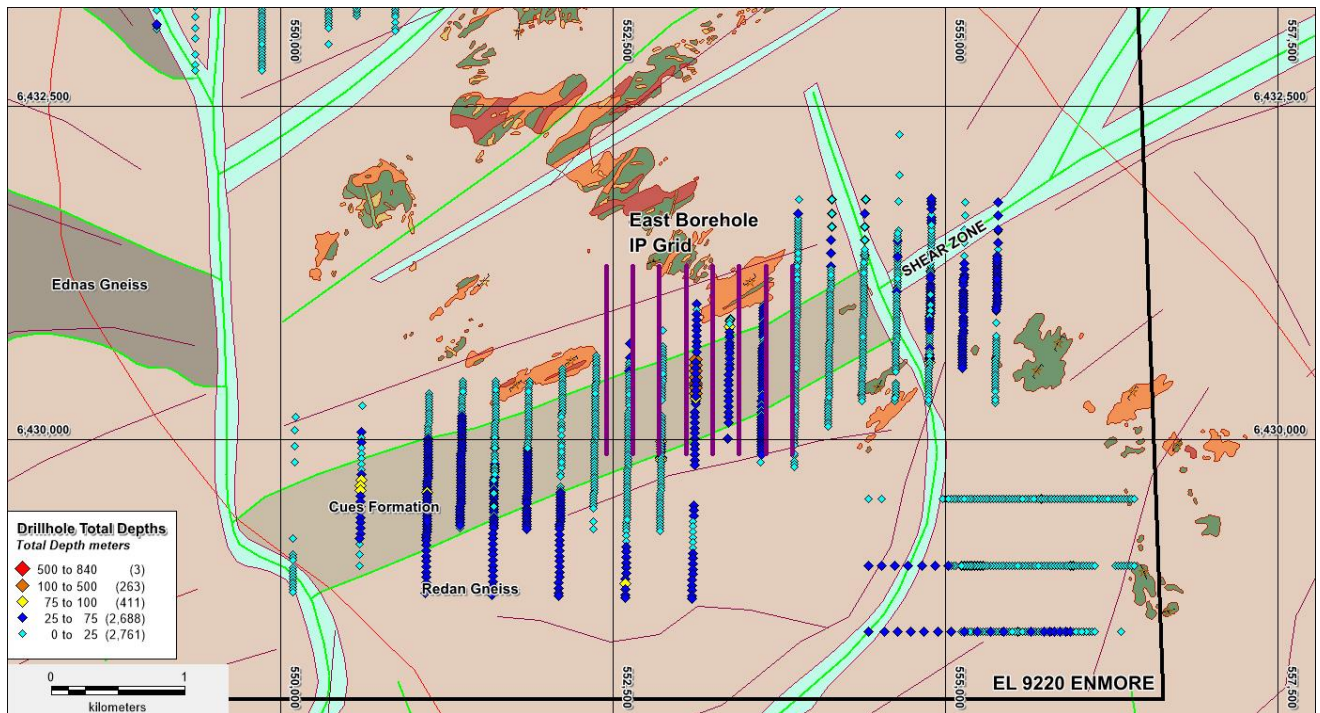 550,000
552,500
555,000
557,500
6,432,500
6,432,500
East Borehole
IP Grid
SHEAR ZONE
Ednas Gneiss
6,430,000
6,430,000
Cues Formation
Redan Gneiss
Drillhole Total Depths
Total Depth meters
500 to 840 (3)
100 to 500 (263)
75 to 100 (411)
25 to 75 (2,688)
0 to 25 (2,761)
0 1
kilometers
EL 9220 ENMORE
550,000
552,500
555,000
557,500